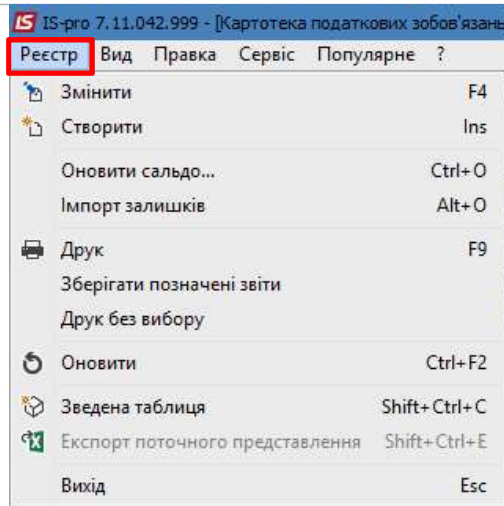 IS IS-pro 7.11.042.999 - [Картотека податкових зобов'язань
Реєстр Вид Правка Сервіс Популярне ?
Змінити F4
Створити Ins
Оновити сальдо... Ctrl+O
Імпорт залишків Alt+O
Друк F9
Зберігати позначені звіти
Друк без вибору
Оновити Ctrl+F2
Зведена таблиця Shift+Ctrl+C
Експорт поточного представлення Shift+Ctrl+E
Вихід Esc